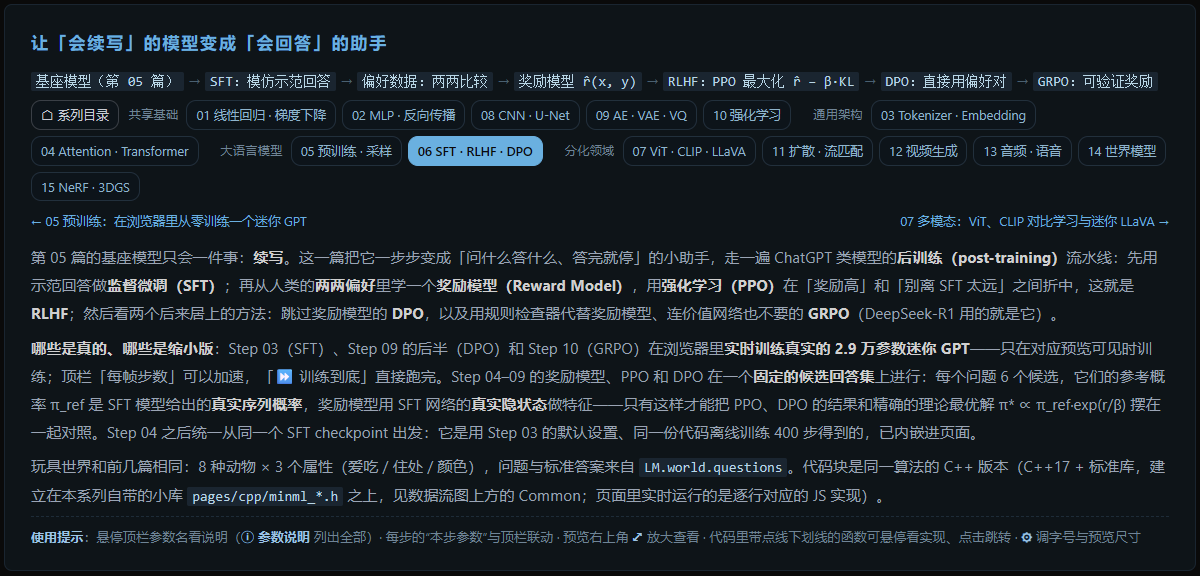 让「会续写」的模型变成「会回答」的助手
基座模型（第 05 篇） → SFT：模仿示范回答 → 偏好数据：两两比较 → 奖励模型 r̂(x, y) → RLHF：PPO 最大化 r̂ − β·KL → DPO：直接用偏好对 → GRPO：可验证奖励
⌂ 系列目录 共享基础 01 线性回归 · 梯度下降 02 MLP · 反向传播 08 CNN · U-Net 09 AE · VAE · VQ 10 强化学习 通用架构 03 Tokenizer · Embedding
04 Attention · Transformer 大语言模型 05 预训练 · 采样 06 SFT · RLHF · DPO 分化领域 07 ViT · CLIP · LLaVA 11 扩散 · 流匹配 12 视频生成 13 音频 · 语音 14 世界模型
15 NeRF · 3DGS
← 05 预训练：在浏览器里从零训练一个迷你 GPT 07 多模态：ViT、CLIP 对比学习与迷你 LLaVA →
第 05 篇的基座模型只会一件事：续写。这一篇把它一步步变成「问什么答什么、答完就停」的小助手，走一遍 ChatGPT 类模型的后训练（post-training）流水线：先用
示范回答做监督微调（SFT）；再从人类的两两偏好里学一个奖励模型（Reward Model），用强化学习（PPO）在「奖励高」和「别离 SFT 太远」之间折中，这就是
RLHF；然后看两个后来居上的方法：跳过奖励模型的 DPO，以及用规则检查器代替奖励模型、连价值网络也不要的 GRPO（DeepSeek-R1 用的就是它）。
哪些是真的、哪些是缩小版：Step 03（SFT）、Step 09 的后半（DPO）和 Step 10（GRPO）在浏览器里实时训练真实的 2.9 万参数迷你 GPT——只在对应预览可见时训
练；顶栏「每帧步数」可以加速，「⏩ 训练到底」直接跑完。Step 04–09 的奖励模型、PPO 和 DPO 在一个固定的候选回答集上进行：每个问题 6 个候选，它们的参考概
率 π_ref 是 SFT 模型给出的真实序列概率，奖励模型用 SFT 网络的真实隐状态做特征——只有这样才能把 PPO、DPO 的结果和精确的理论最优解 π* ∝ π_ref·exp(r/β) 摆在
一起对照。Step 04 之后统一从同一个 SFT checkpoint 出发：它是用 Step 03 的默认设置、同一份代码离线训练 400 步得到的，已内嵌进页面。
玩具世界和前几篇相同：8 种动物 × 3 个属性（爱吃 / 住处 / 颜色），问题与标准答案来自 LM.world.questions。代码块是同一算法的 C++ 版本（C++17 + 标准库，建
立在本系列自带的小库 pages/cpp/minml_*.h 之上，见数据流图上方的 Common；页面里实时运行的是逐行对应的 JS 实现）。
使用提示：悬停顶栏参数名看说明（ⓘ 参数说明 列出全部）· 每步的“本步参数”与顶栏联动 · 预览右上角 ⤢ 放大查看 · 代码里带点线下划线的函数可悬停看实现、点击跳转 · ⚙ 调字号与预览尺寸